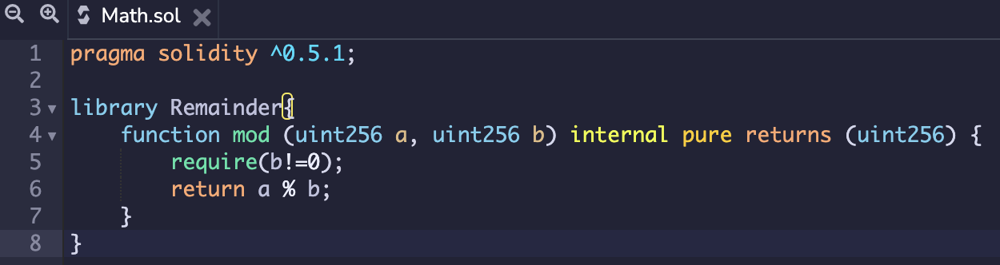 Math.sol
1 pragma solidity ^0.5.1;
2
3 library Remainder{
4     function mod (uint256 a, uint256 b) internal pure returns (uint256) {
5         require(b!=0);
6         return a % b;
7     }
8 }